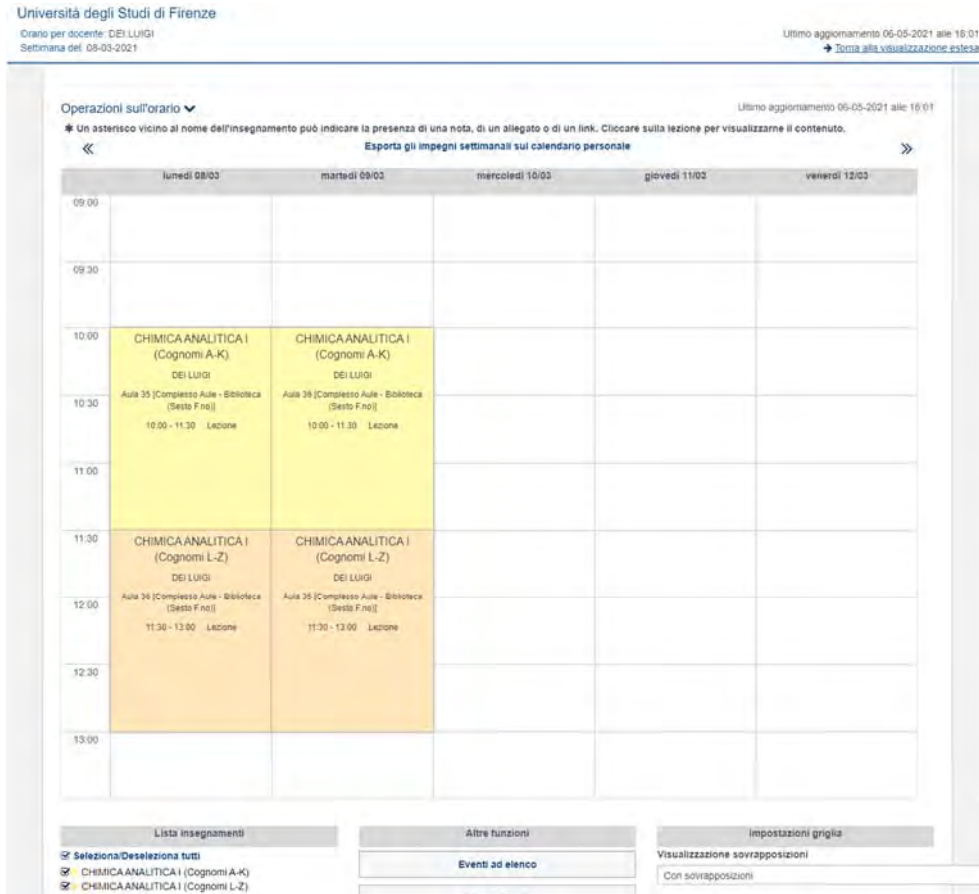 Università degli Studi di Firenze
Orario per docente: DEI LUIGI
Settimana del: 08-03-2021
Ultimo aggiornamento 06-05-2021 alle 16:01
Torna alla visualizzazione estesa
Operazioni sull'orario
Ultimo aggiornamento 06-05-2021 alle 16:01
✱ Un asterisco vicino al nome dell'insegnamento può indicare la presenza di una nota, di un allegato o di un link. Cliccare sulla lezione per visualizzarne il contenuto.
« Esporta gli impegni settimanali sul calendario personale »
lunedì 08/03 martedì 09/03 mercoledì 10/03 giovedì 11/03 venerdì 12/03
09:00
09:30
10:00
CHIMICA ANALITICA I
(Cognomi A-K)
DEI LUIGI
Aula 35 [Complesso Aule - Biblioteca
(Sesto F.no)]
10:00 - 11:30 Lezione
CHIMICA ANALITICA I
(Cognomi A-K)
DEI LUIGI
Aula 36 [Complesso Aule - Biblioteca
(Sesto F.no)]
10:00 - 11:30 Lezione
10:30
11:00
11:30
CHIMICA ANALITICA I
(Cognomi L-Z)
DEI LUIGI
Aula 36 [Complesso Aule - Biblioteca
(Sesto F.no)]
11:30 - 13:00 Lezione
CHIMICA ANALITICA I
(Cognomi L-Z)
DEI LUIGI
Aula 35 [Complesso Aule - Biblioteca
(Sesto F.no)]
11:30 - 13:00 Lezione
12:00
12:30
13:00
Lista insegnamenti
Seleziona/Deseleziona tutti
CHIMICA ANALITICA I (Cognomi A-K)
CHIMICA ANALITICA I (Cognomi L-Z)
Altre funzioni
Eventi ad elenco
Impostazioni griglia
Visualizzazione sovrapposizioni
Con sovrapposizioni